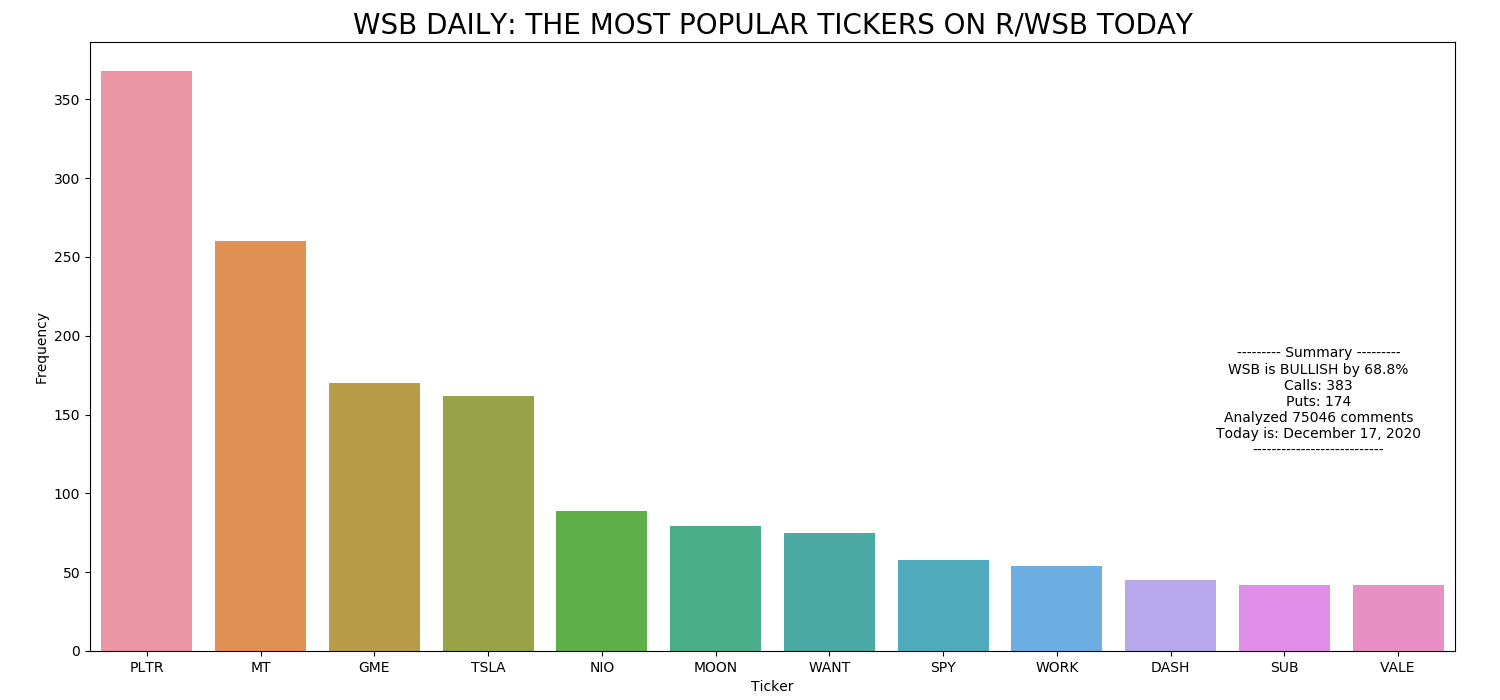 WSB DAILY: THE MOST POPULAR TICKERS ON R/WSB TODAY
350
300
250
200
150
100
50
0
Frequency
--------- Summary ---------
WSB is BULLISH by 68.8%
Calls: 383
Puts: 174
Analyzed 75046 comments
Today is: December 17, 2020
---------------------------
PLTR MT GME TSLA NIO MOON WANT SPY WORK DASH SUB VALE
Ticker